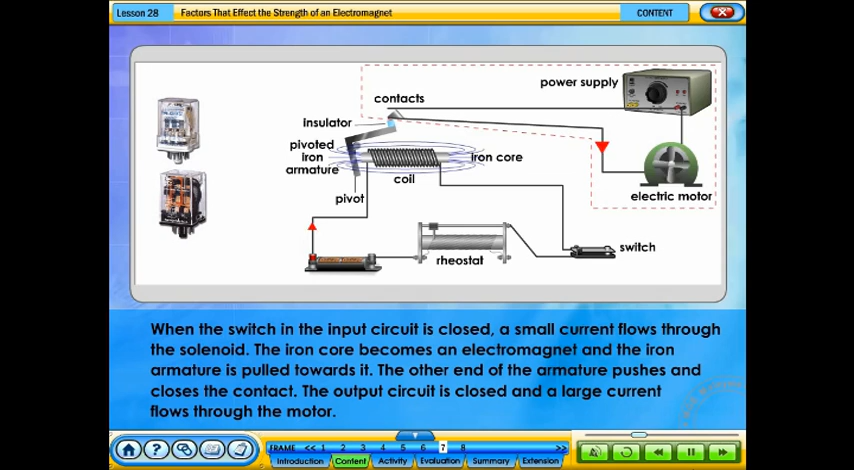 Lesson 28
Factors That Effect the Strength of an Electromagnet
CONTENT
power supply
contacts
insulator
pivoted
iron
armature
iron core
coil
pivot
electric motor
switch
rheostat
When the switch in the input circuit is closed, a small current flows through
the solenoid. The iron core becomes an electromagnet and the iron
armature is pulled towards it. The other end of the armature pushes and
closes the contact. The output circuit is closed and a large current
flows through the motor.
FRAME << 1 2 3 4 5 6 7 8 >>
Introduction Content Activity Evaluation Summary Extension